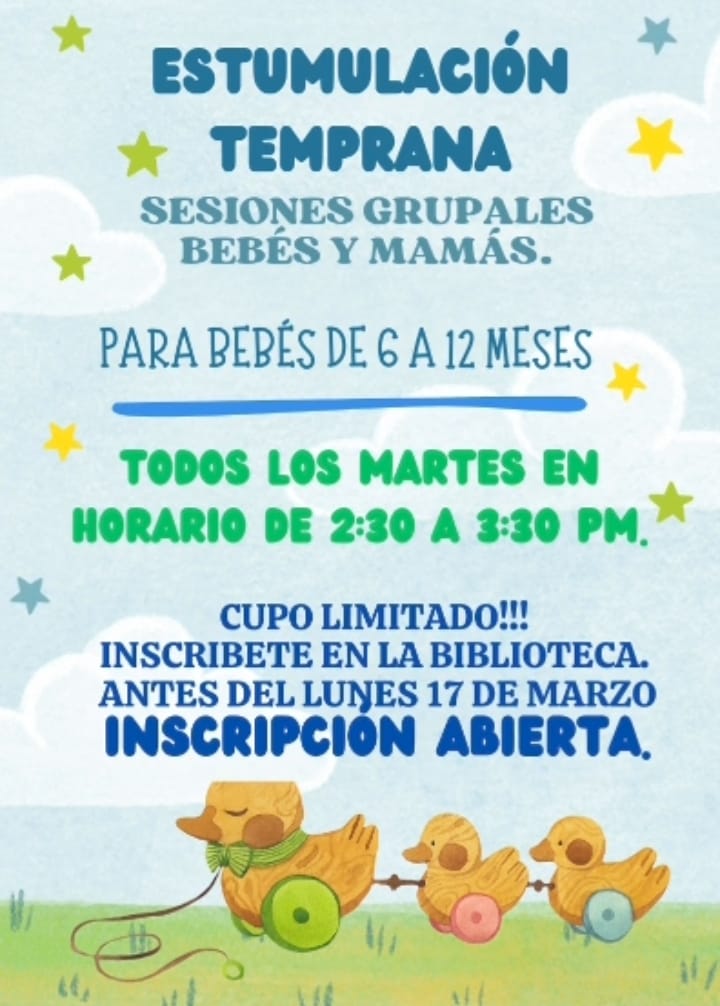 ESTUMULACIÓN
TEMPRANA
SESIONES GRUPALES
BEBÉS Y MAMÁS.
PARA BEBÉS DE 6 A 12 MESES
TODOS LOS MARTES EN
HORARIO DE 2:30 A 3:30 PM.
CUPO LIMITADO!!!
INSCRIBETE EN LA BIBLIOTECA.
ANTES DEL LUNES 17 DE MARZO
INSCRIPCIÓN ABIERTA.